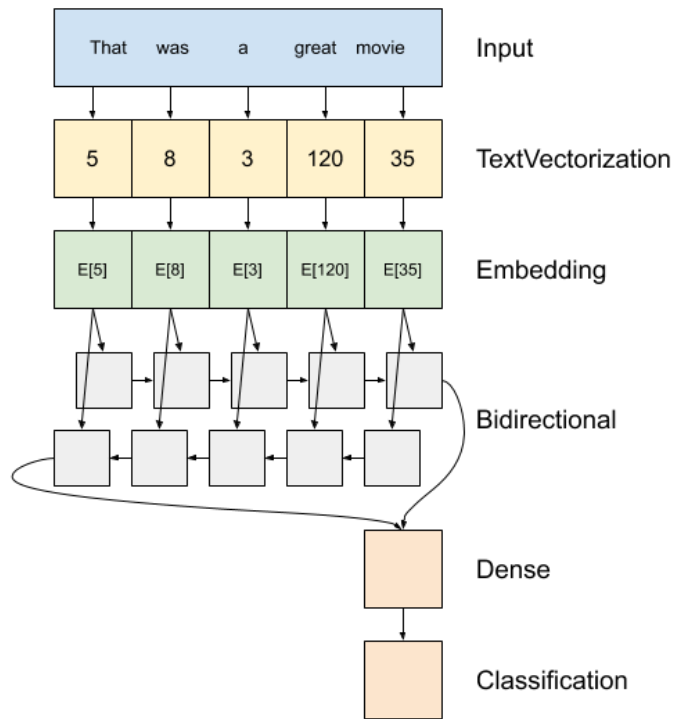 That was a great movie Input
5 8 3 120 35 TextVectorization
E[5] E[8] E[3] E[120] E[35] Embedding
Bidirectional
Dense
Classification